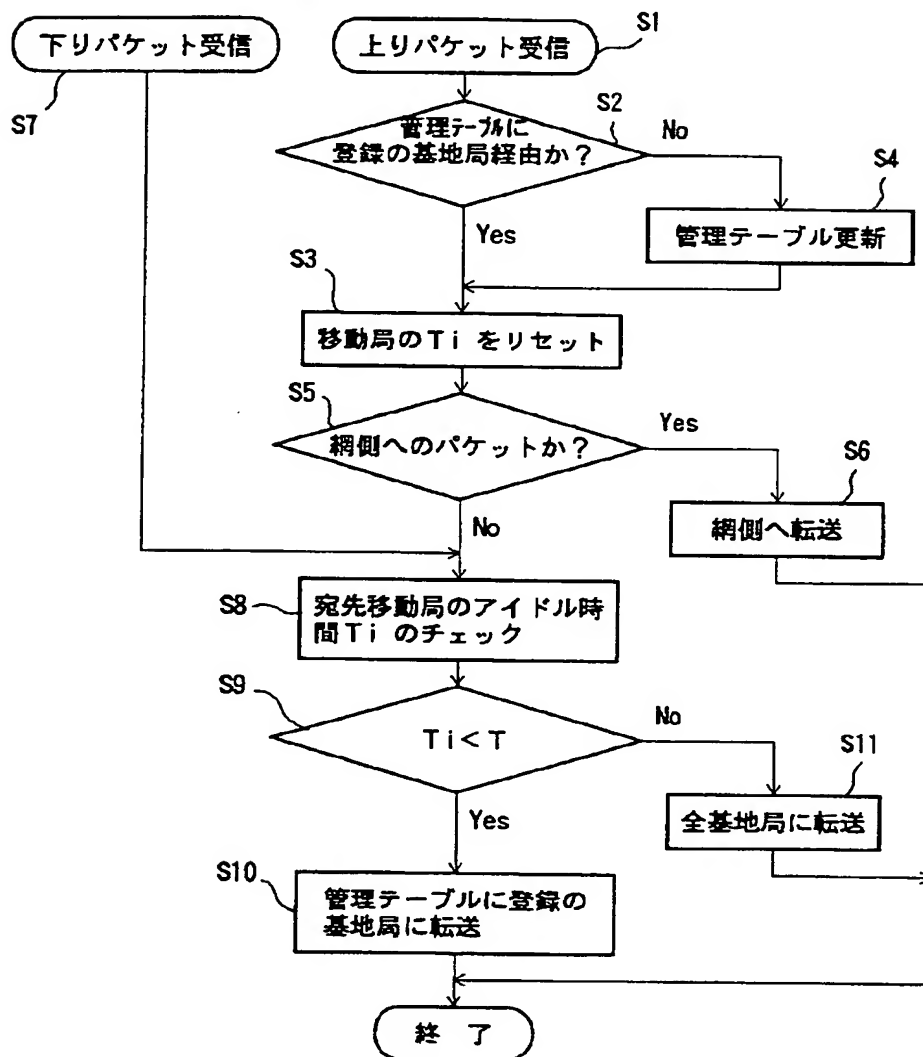 下りパケット受信
S7
上りパケット受信
S1
管理テーブルに
登録の基地局経由か？
S2
No
Yes
S4
管理テーブル更新
S3
移動局のTi をリセット
S5
網側へのパケットか？
Yes
No
S6
網側へ転送
S8
宛先移動局のアイドル時
間Ti のチェック
S9
Ti＜T
No
Yes
S11
全基地局に転送
S10
管理テーブルに登録の
基地局に転送
終 了